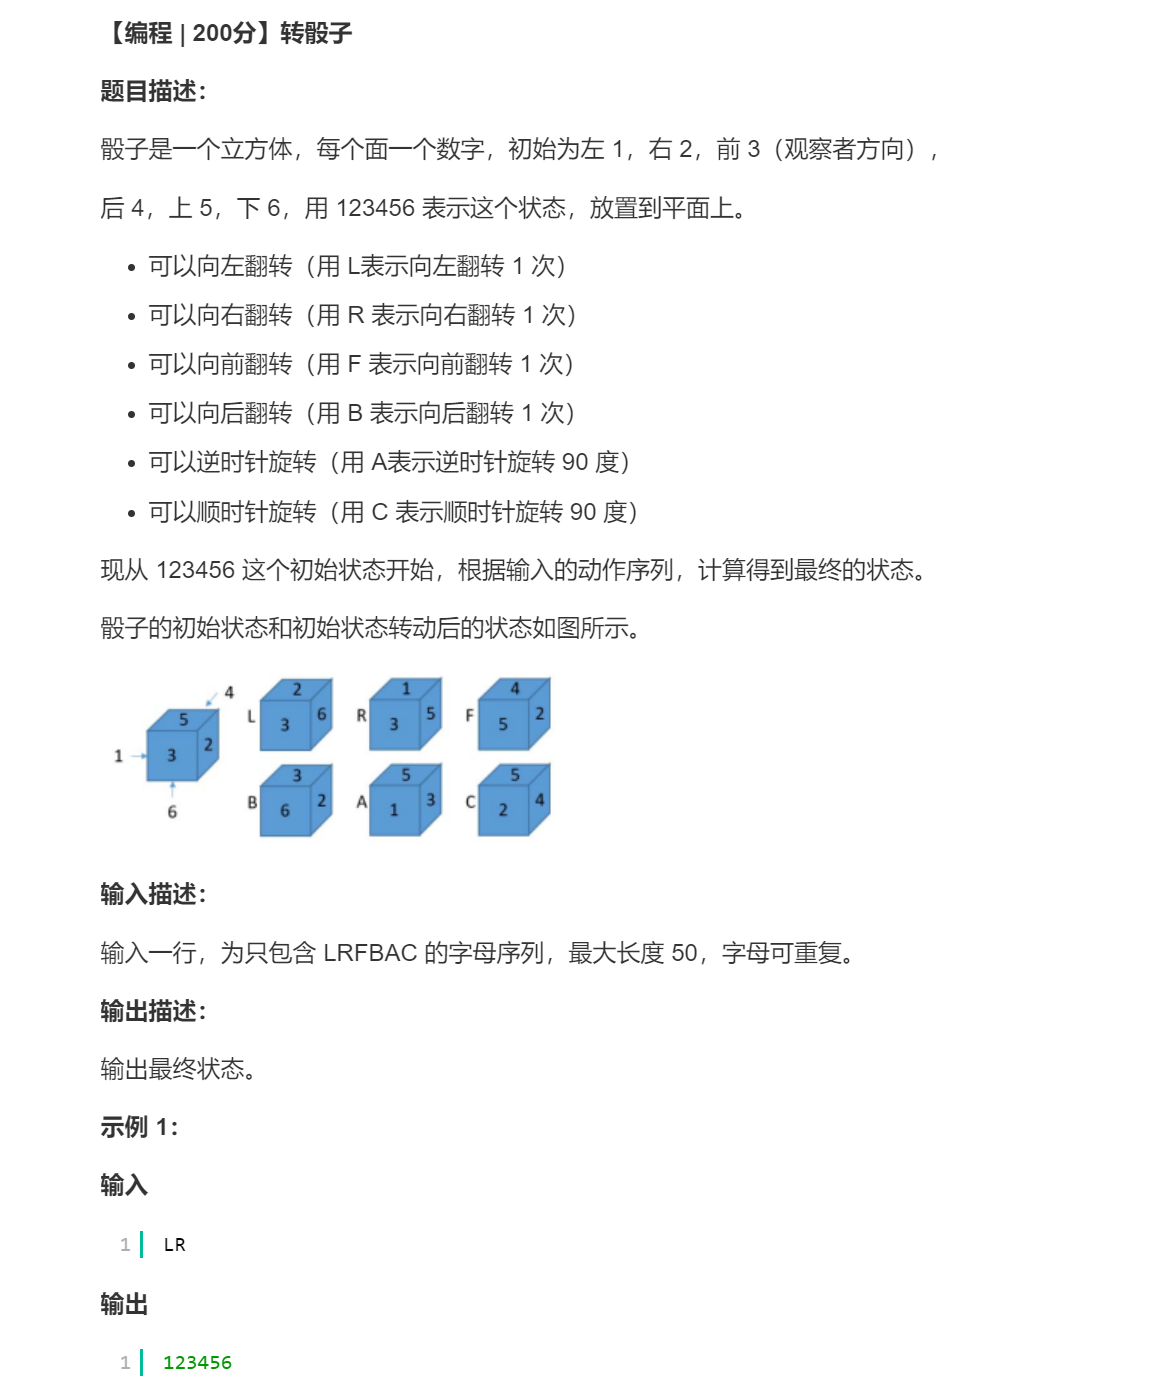 【编程 | 200分】转骰子
题目描述：
骰子是一个立方体，每个面一个数字，初始为左 1，右 2，前 3（观察者方向），
后 4，上 5，下 6，用 123456 表示这个状态，放置到平面上。
• 可以向左翻转（用 L表示向左翻转 1 次）
• 可以向右翻转（用 R 表示向右翻转 1 次）
• 可以向前翻转（用 F 表示向前翻转 1 次）
• 可以向后翻转（用 B 表示向后翻转 1 次）
• 可以逆时针旋转（用 A表示逆时针旋转 90 度）
• 可以顺时针旋转（用 C 表示顺时针旋转 90 度）
现从 123456 这个初始状态开始，根据输入的动作序列，计算得到最终的状态。
骰子的初始状态和初始状态转动后的状态如图所示。
4
5
2
1
3
6
L
2
3
6
R
1
3
5
F
4
5
2
B
3
6
2
A
5
1
3
C
5
2
4
输入描述：
输入一行，为只包含 LRFBAC 的字母序列，最大长度 50，字母可重复。
输出描述：
输出最终状态。
示例 1：
输入
1 LR
输出
1 123456